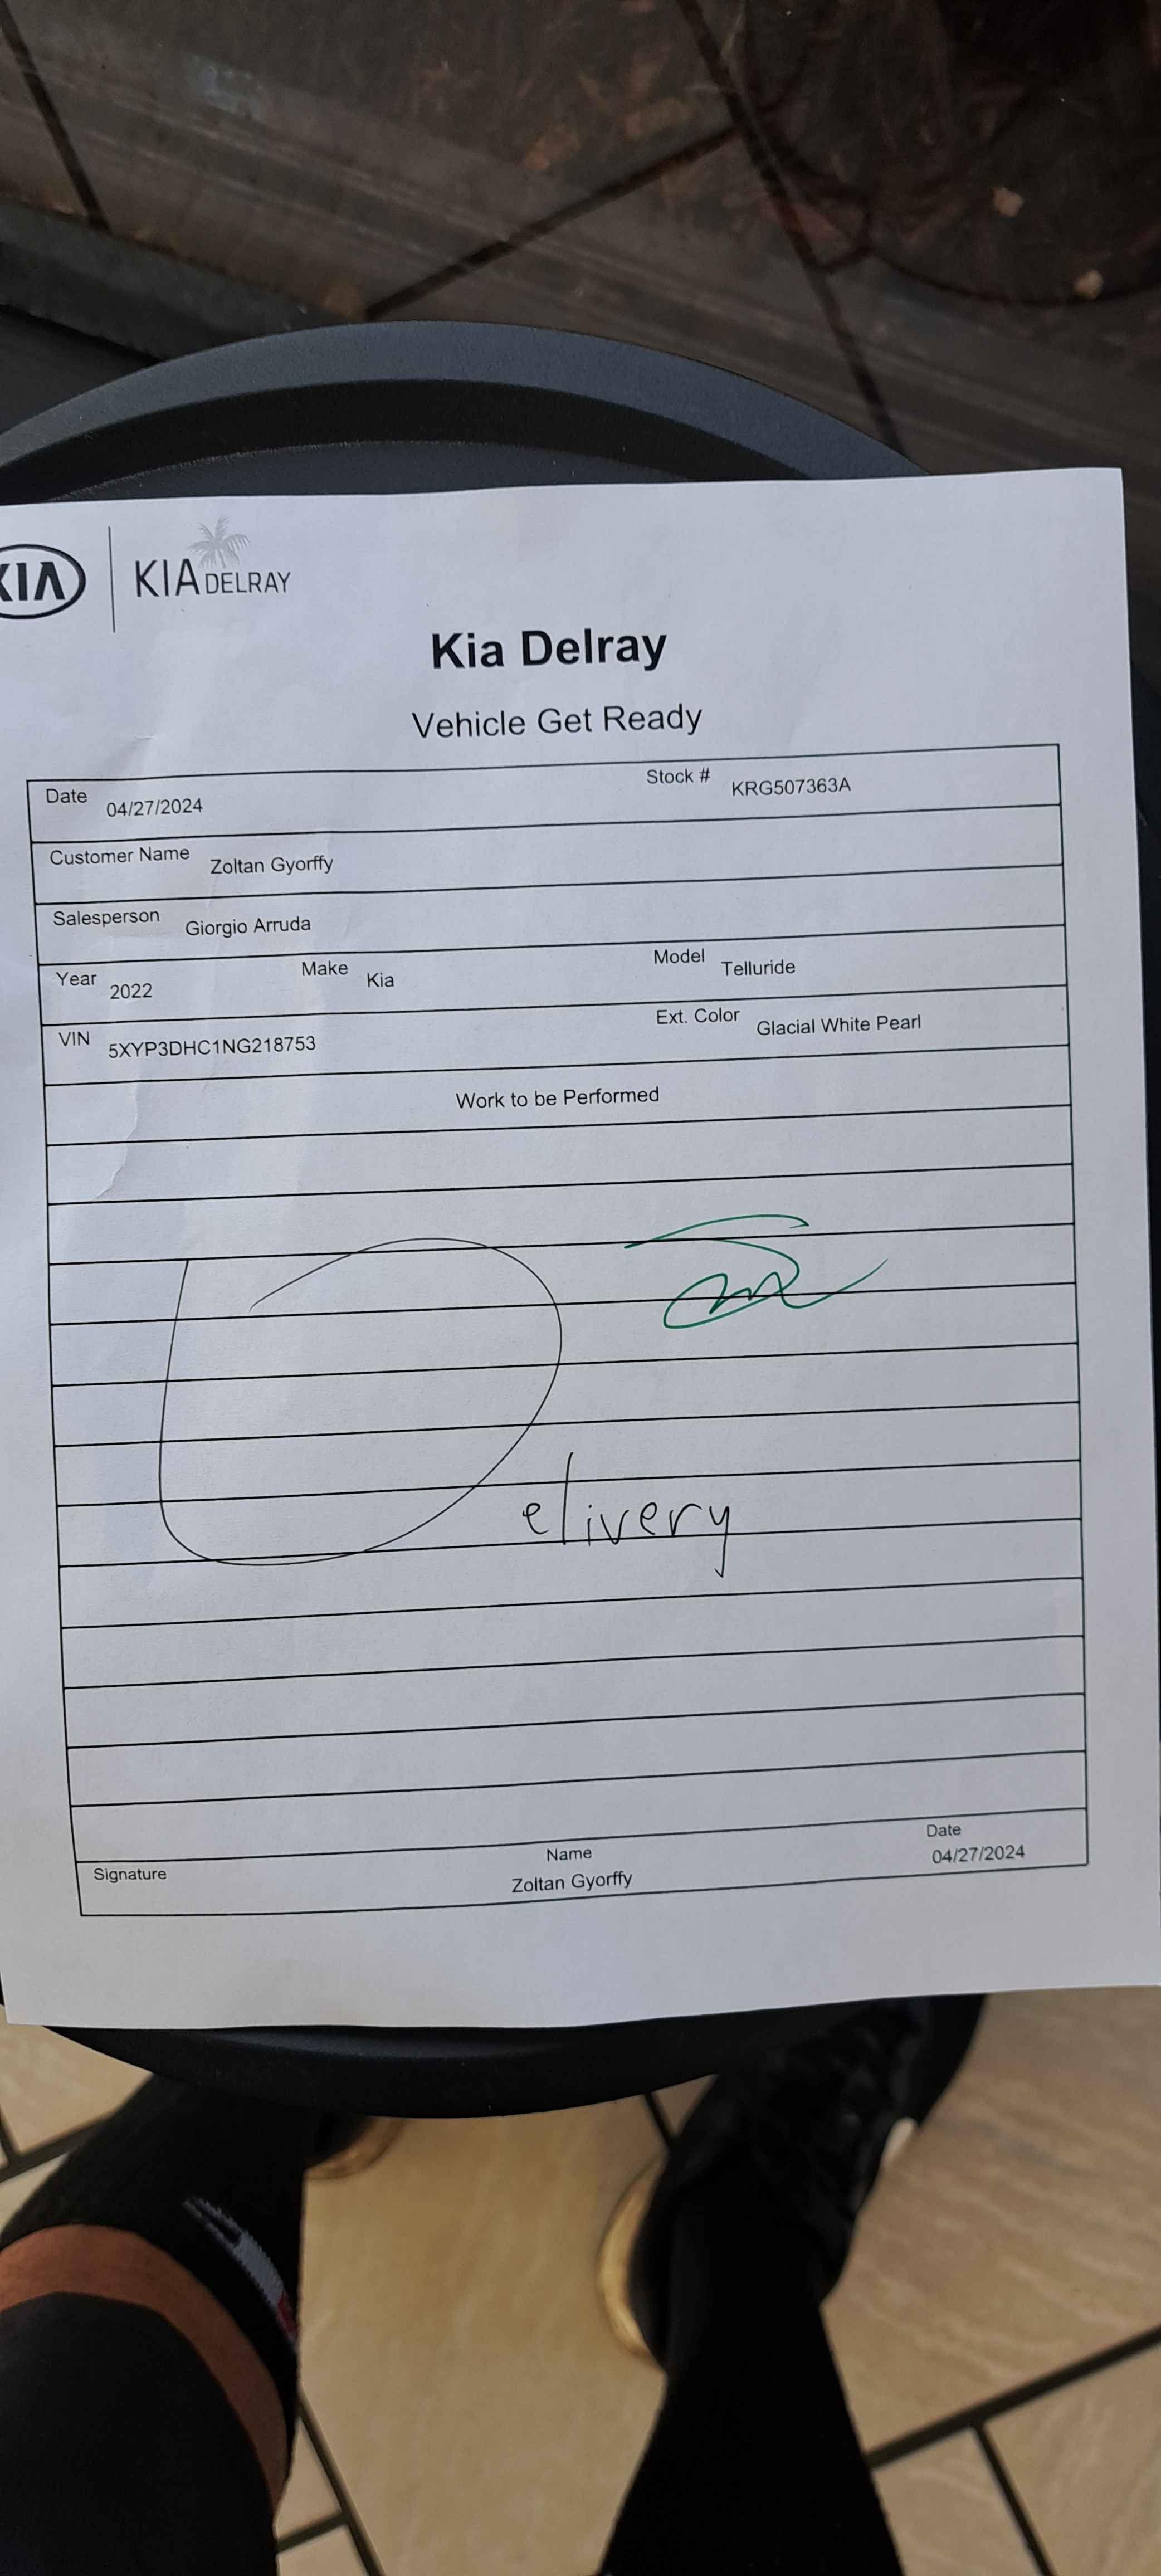 KIA KIA DELRAY
Kia Delray
Vehicle Get Ready
Date 04/27/2024 Stock # KRG507363A
Customer Name Zoltan Gyorffy
Salesperson Giorgio Arruda
Year 2022 Make Kia Model Telluride
VIN 5XYP3DHC1NG218753 Ext. Color Glacial White Pearl
Work to be Performed
Delivery
Signature Name Date
Zoltan Gyorffy 04/27/2024